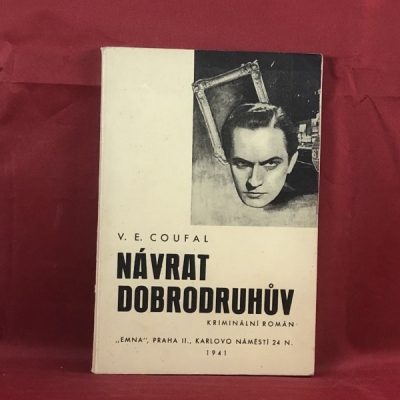 V. E. COUFAL
NÁVRAT
DOBRODRUHŮV
KRIMINÁLNÍ ROMÁN
„EMNA“, PRAHA II., KARLOVO NÁMĚSTÍ 24 N.
1941